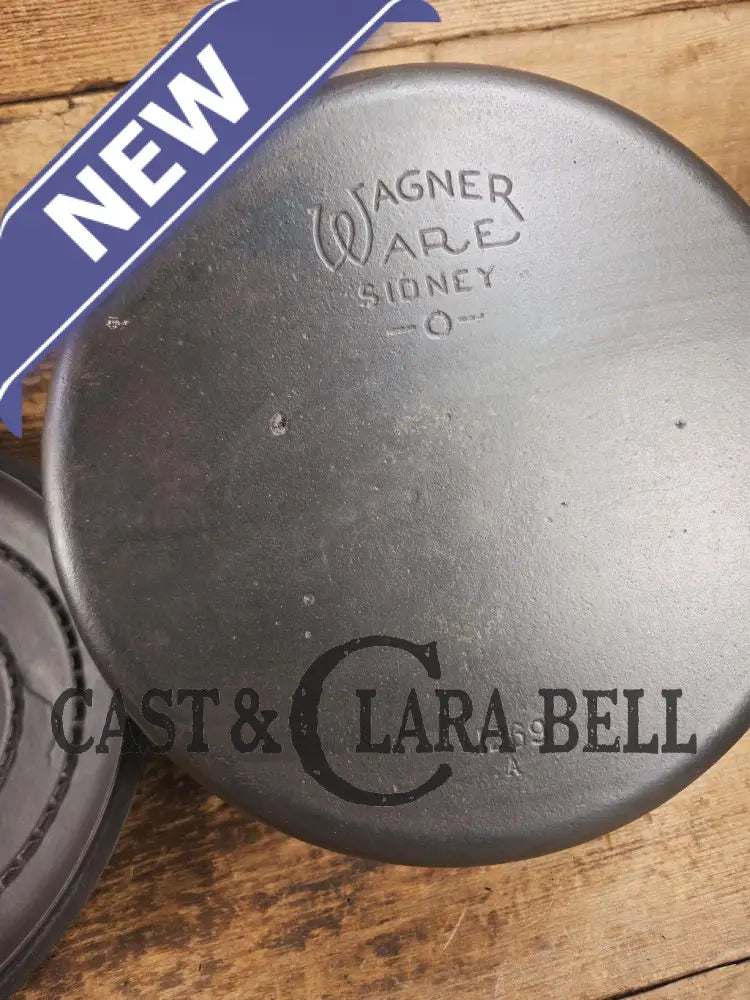 NEW
WAGNER
WARE
SIDNEY
-O-
CAST & CLARA BELL
A